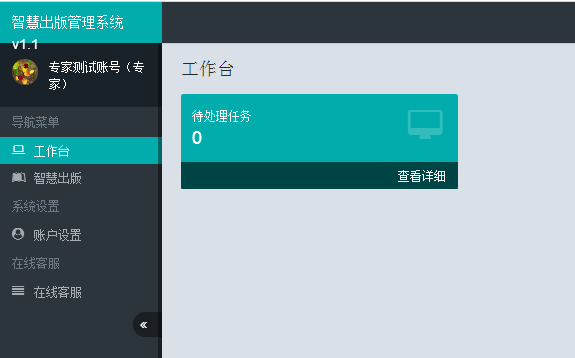 智慧出版管理系统
v1.1
专家测试账号（专
家）
导航菜单
工作台
智慧出版
系统设置
账户设置
在线客服
在线客服
«
工作台
待处理任务
0
查看详细